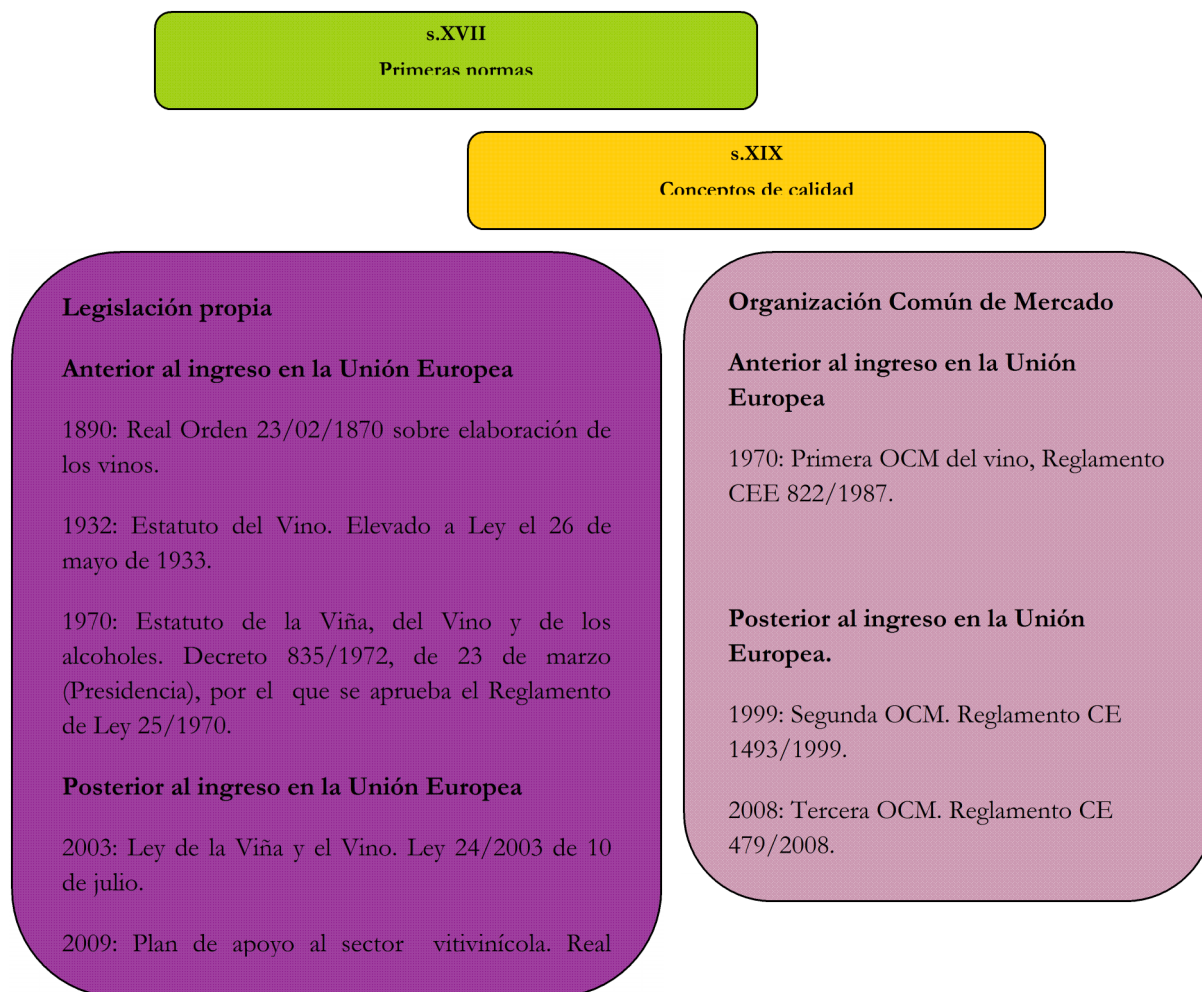 s.XVII
Primeras normas
s.XIX
Conceptos de calidad
Legislación propia
Anterior al ingreso en la Unión Europea
1890: Real Orden 23/02/1870 sobre elaboración de
los vinos.
1932: Estatuto del Vino. Elevado a Ley el 26 de
mayo de 1933.
1970: Estatuto de la Viña, del Vino y de los
alcoholes. Decreto 835/1972, de 23 de marzo
(Presidencia), por el que se aprueba el Reglamento
de Ley 25/1970.
Posterior al ingreso en la Unión Europea
2003: Ley de la Viña y el Vino. Ley 24/2003 de 10
de julio.
2009: Plan de apoyo al sector vitivinícola. Real
Organización Común de Mercado
Anterior al ingreso en la Unión
Europea
1970: Primera OCM del vino, Reglamento
CEE 822/1987.
Posterior al ingreso en la Unión
Europea.
1999: Segunda OCM. Reglamento CE
1493/1999.
2008: Tercera OCM. Reglamento CE
479/2008.